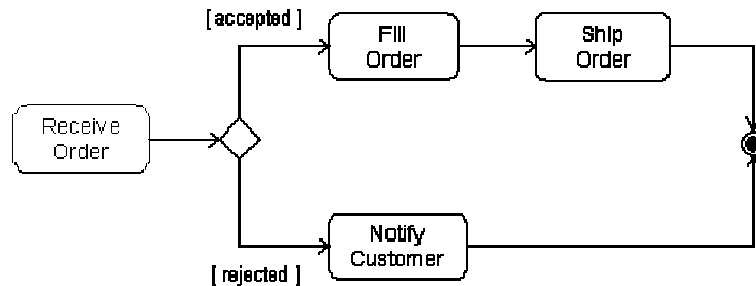 [ accepted ]
Fill
Order
Ship
Order
Receive
Order
Notify
Customer
[ rejected ]